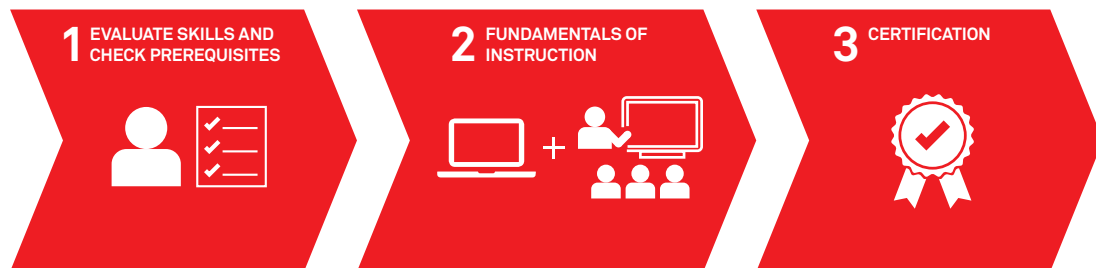 1 EVALUATE SKILLS AND
CHECK PREREQUISITES
2 FUNDAMENTALS OF
INSTRUCTION
3 CERTIFICATION